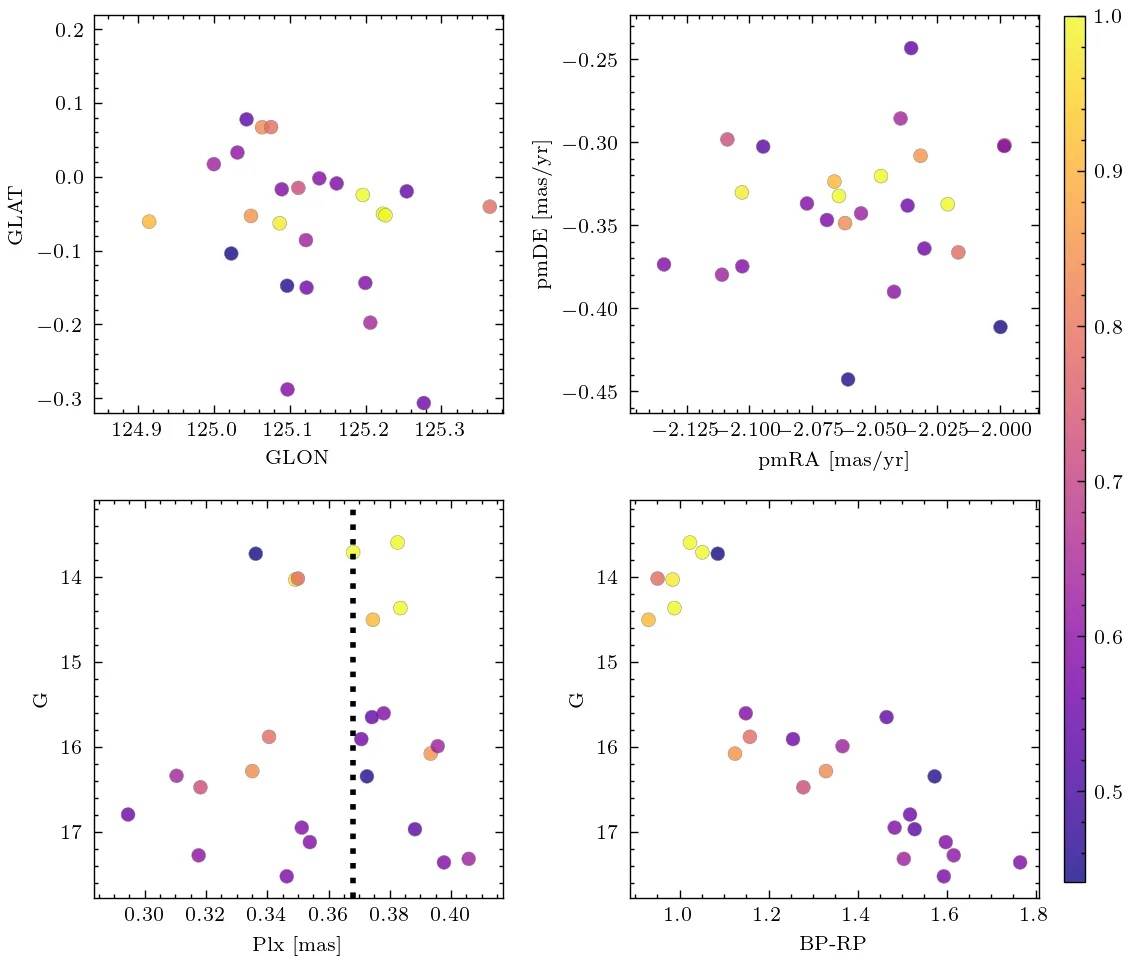 0.2
0.1
0.0
−0.1
−0.2
−0.3
GLAT
124.9 125.0 125.1 125.2 125.3
GLON
−0.25
−0.30
−0.35
−0.40
−0.45
pmDE [mas/yr]
−2.125 −2.100 −2.075 −2.050 −2.025 −2.000
pmRA [mas/yr]
1.0
0.9
0.8
0.7
0.6
0.5
14
15
16
17
G
0.30 0.32 0.34 0.36 0.38 0.40
Plx [mas]
14
15
16
17
G
1.0 1.2 1.4 1.6 1.8
BP-RP